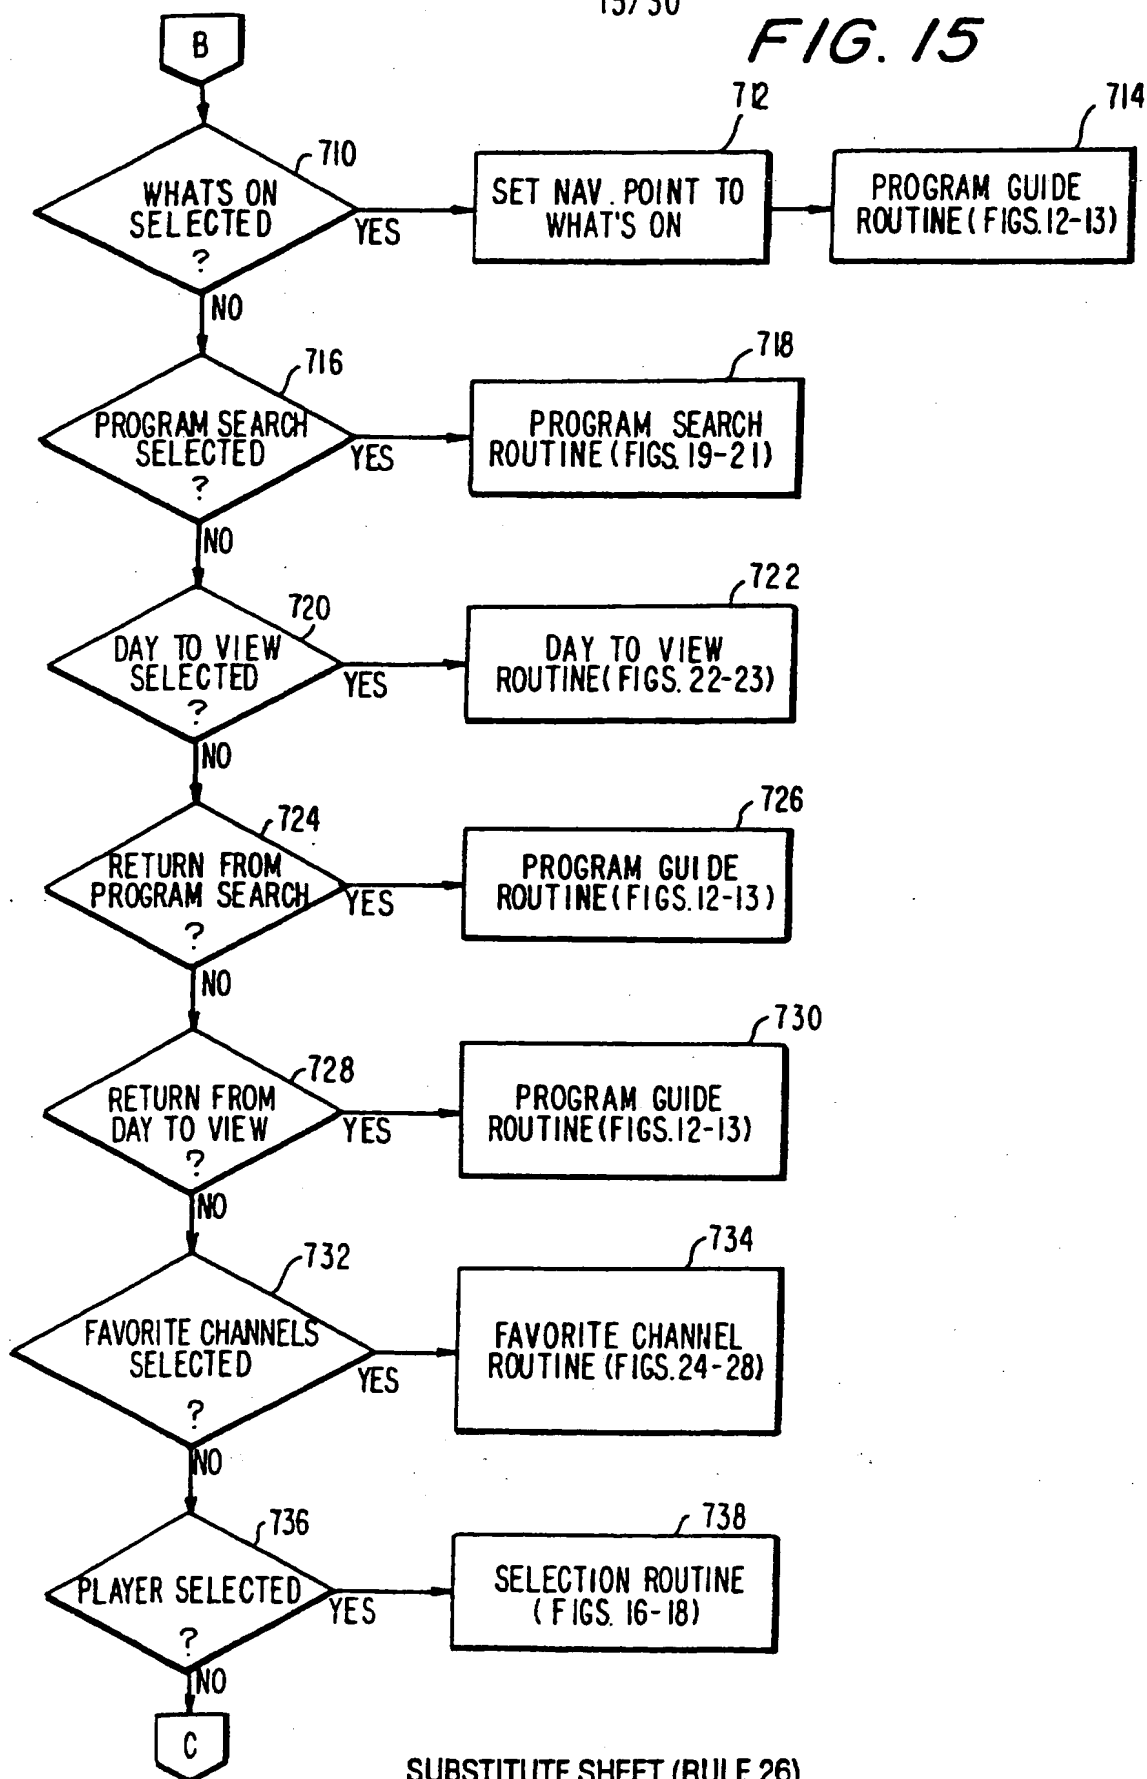 15/30
FIG. 15
B
710
WHAT'S ON
SELECTED
?
YES
NO
712
SET NAV. POINT TO
WHAT'S ON
714
PROGRAM GUIDE
ROUTINE (FIGS. 12-13)
716
PROGRAM SEARCH
SELECTED
?
YES
NO
718
PROGRAM SEARCH
ROUTINE (FIGS. 19-21)
720
DAY TO VIEW
SELECTED
?
YES
NO
722
DAY TO VIEW
ROUTINE (FIGS. 22-23)
724
RETURN FROM
PROGRAM SEARCH
?
YES
NO
726
PROGRAM GUIDE
ROUTINE (FIGS. 12-13)
728
RETURN FROM
DAY TO VIEW
?
YES
NO
730
PROGRAM GUIDE
ROUTINE (FIGS. 12-13)
732
FAVORITE CHANNELS
SELECTED
?
YES
NO
734
FAVORITE CHANNEL
ROUTINE (FIGS. 24-28)
736
PLAYER SELECTED
?
YES
NO
738
SELECTION ROUTINE
(FIGS. 16-18)
C
SUBSTITUTE SHEET (RULE 26)